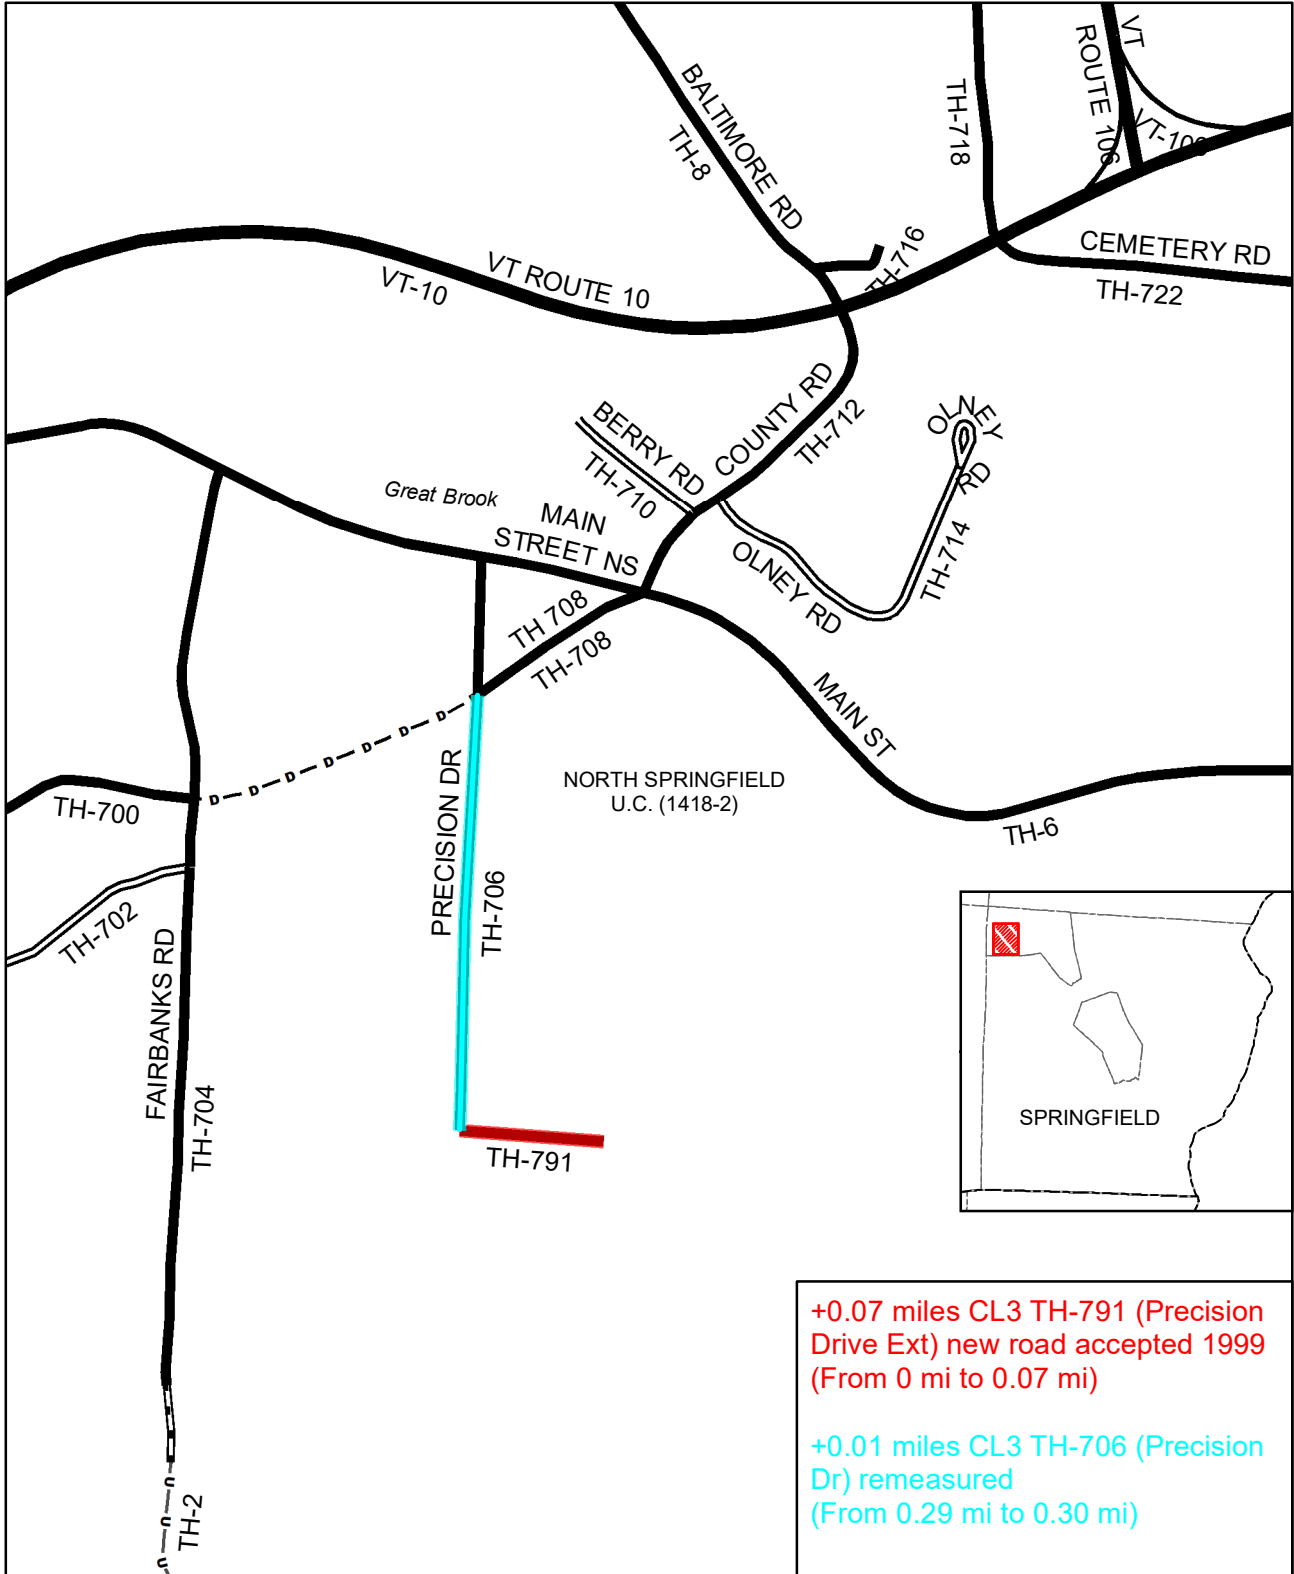 VT
ROUTE 106
VT-106
BALTIMORE RD
TH-8
TH-718
TH-716
CEMETERY RD
TH-722
VT ROUTE 10
VT-10
COUNTY RD
TH-712
BERRY RD
TH-710
OLNEY
RD
TH-714
OLNEY RD
Great Brook
MAIN
STREET NS
TH 708
TH-708
MAIN ST
TH-6
D D D D D D D
PRECISION DR
TH-706
NORTH SPRINGFIELD
U.C. (1418-2)
TH-700
TH-702
FAIRBANKS RD
TH-704
TH-791
SPRINGFIELD
U U U
TH-2
+0.07 miles CL3 TH-791 (Precision
Drive Ext) new road accepted 1999
(From 0 mi to 0.07 mi)
+0.01 miles CL3 TH-706 (Precision
Dr) remeasured
(From 0.29 mi to 0.30 mi)